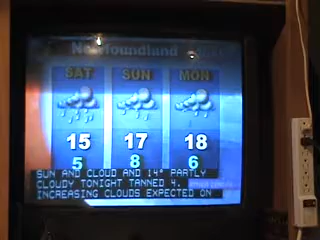 Newfoundland
SAT SUN MON
15 17 18
5 8 6
SUN AND CLOUD AND 14° PARTLY
CLOUDY TONIGHT TANNED 4.
INCREASING CLOUDS EXPECTED ON